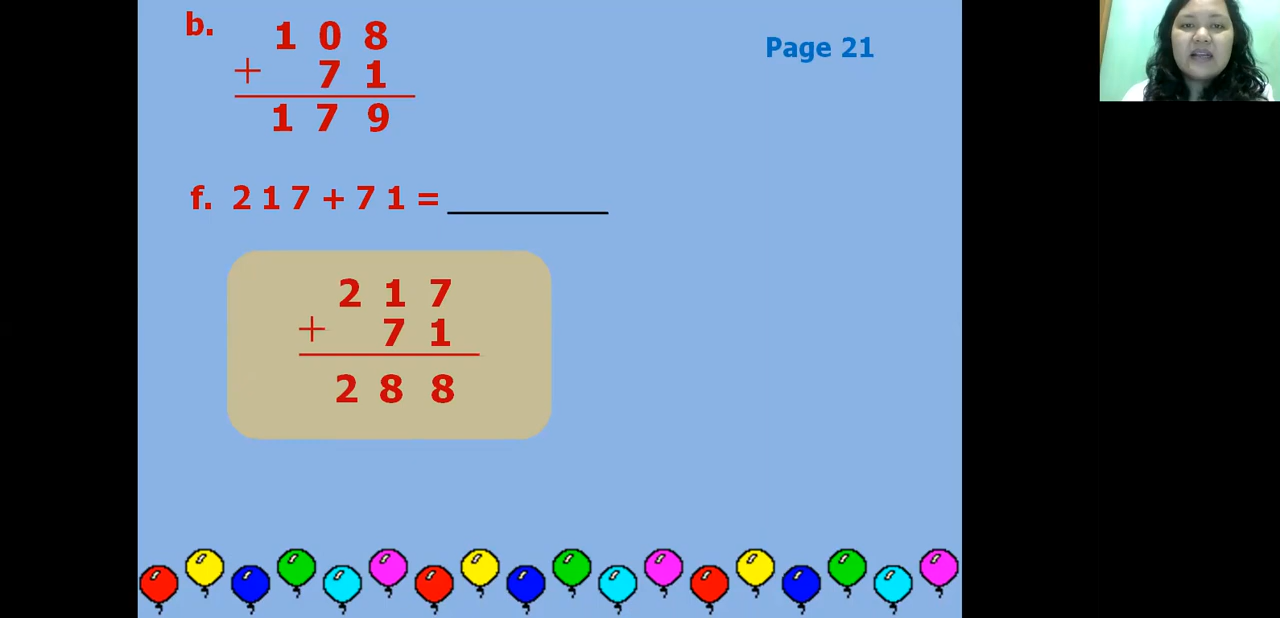 b. 1 0 8
Page 21
+ 7 1
1 7 9
f. 2 1 7 + 7 1 = __________
2 1 7
+ 7 1
2 8 8